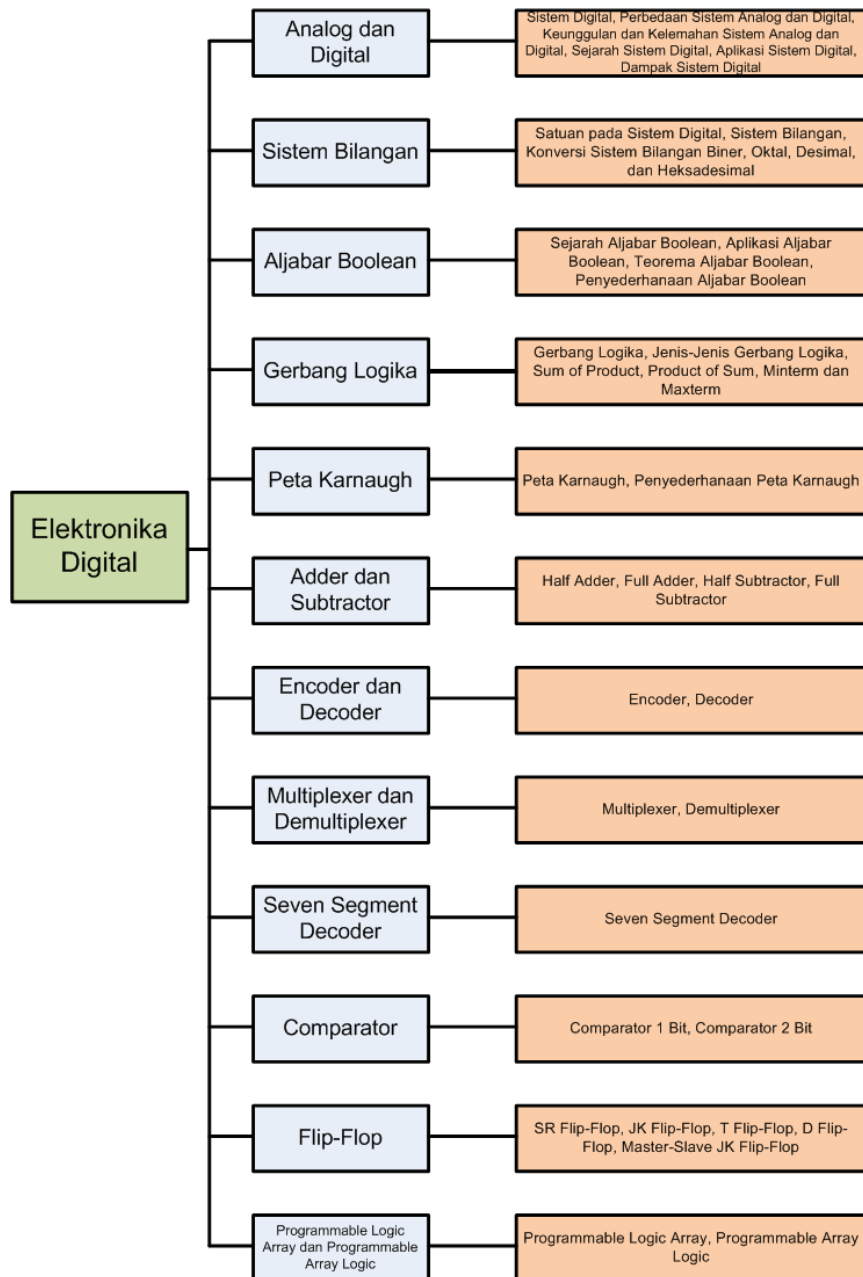 Elektronika
Digital
Analog dan
Digital
Sistem Digital, Perbedaan Sistem Analog dan Digital,
Keunggulan dan Kelemahan Sistem Analog dan
Digital, Sejarah Sistem Digital, Aplikasi Sistem Digital,
Dampak Sistem Digital
Sistem Bilangan
Satuan pada Sistem Digital, Sistem Bilangan,
Konversi Sistem Bilangan Biner, Oktal, Desimal,
dan Heksadesimal
Aljabar Boolean
Sejarah Aljabar Boolean, Aplikasi Aljabar
Boolean, Teorema Aljabar Boolean,
Penyederhanaan Aljabar Boolean
Gerbang Logika
Gerbang Logika, Jenis-Jenis Gerbang Logika,
Sum of Product, Product of Sum, Minterm dan
Maxterm
Peta Karnaugh
Peta Karnaugh, Penyederhanaan Peta Karnaugh
Adder dan
Subtractor
Half Adder, Full Adder, Half Subtractor, Full
Subtractor
Encoder dan
Decoder
Encoder, Decoder
Multiplexer dan
Demultiplexer
Multiplexer, Demultiplexer
Seven Segment
Decoder
Seven Segment Decoder
Comparator
Comparator 1 Bit, Comparator 2 Bit
Flip-Flop
SR Flip-Flop, JK Flip-Flop, T Flip-Flop, D Flip-
Flop, Master-Slave JK Flip-Flop
Programmable Logic
Array dan Programmable
Array Logic
Programmable Logic Array, Programmable Array
Logic